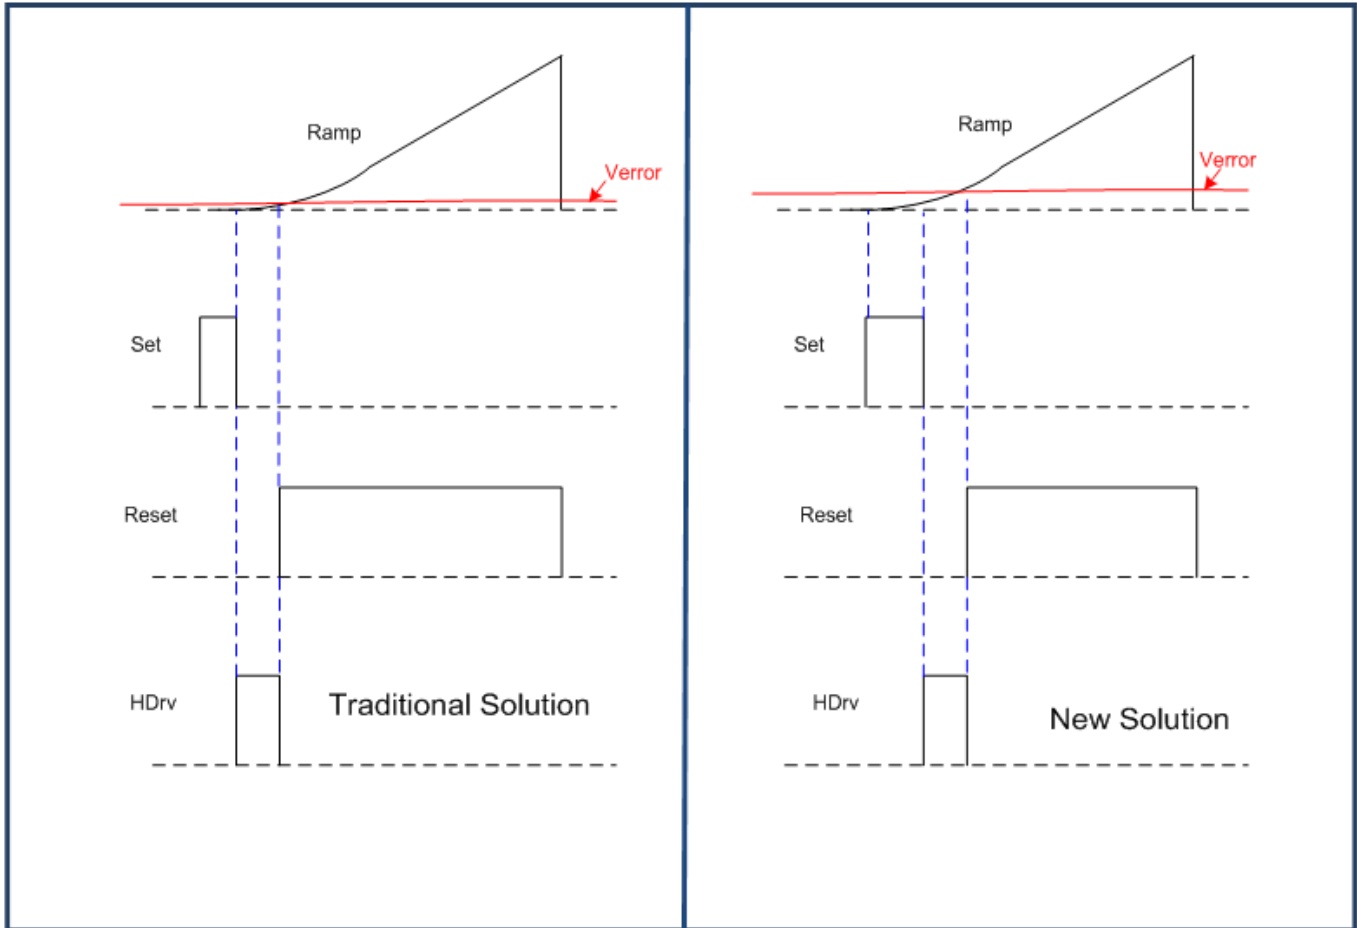 Ramp
Verror
Set
Reset
HDrv
Traditional Solution
Ramp
Verror
Set
Reset
HDrv
New Solution